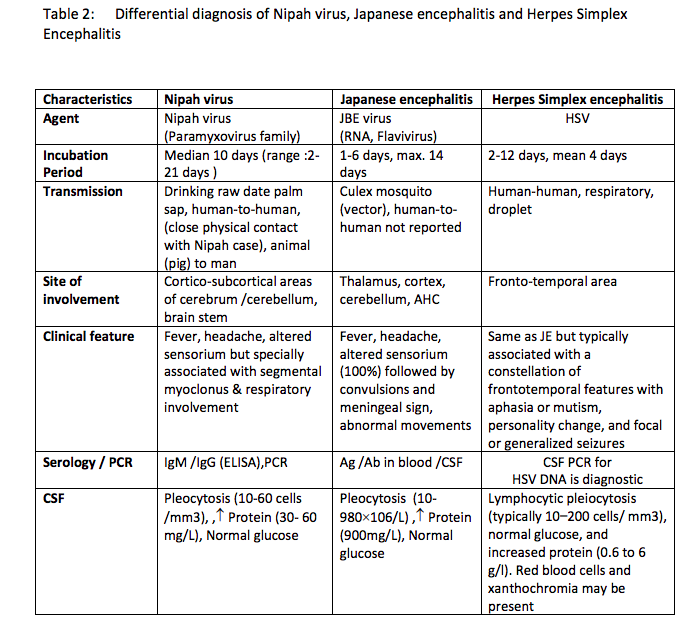 Table 2: Differential diagnosis of Nipah virus, Japanese encephalitis and Herpes Simplex
Encephalitis
Characteristics
Nipah virus
Japanese encephalitis
Herpes Simplex encephalitis
Agent
Nipah virus
(Paramyxovirus family)
JBE virus
(RNA, Flavivirus)
HSV
Incubation
Period
Median 10 days (range :2-
21 days )
1-6 days, max. 14
days
2-12 days, mean 4 days
Transmission
Drinking raw date palm
sap, human-to-human,
(close physical contact
with Nipah case), animal
(pig) to man
Culex mosquito
(vector), human-to-
human not reported
Human-human, respiratory,
droplet
Site of
involvement
Cortico-subcortical areas
of cerebrum /cerebellum,
brain stem
Thalamus, cortex,
cerebellum, AHC
Fronto-temporal area
Clinical feature
Fever, headache, altered
sensorium but specially
associated with segmental
myoclonus & respiratory
involvement
Fever, headache,
altered sensorium
(100%) followed by
convulsions and
meningeal sign,
abnormal movements
Same as JE but typically
associated with a
constellation of
frontotemporal features with
aphasia or mutism,
personality change, and focal
or generalized seizures
Serology / PCR
IgM /IgG (ELISA),PCR
Ag /Ab in blood /CSF
CSF PCR for
HSV DNA is diagnostic
CSF
Pleocytosis (10-60 cells
/mm3), ,↑ Protein (30- 60
mg/L), Normal glucose
Pleocytosis (10-
980×106/L) ,↑ Protein
(900mg/L), Normal
glucose
Lymphocytic pleiocytosis
(typically 10–200 cells/ mm3),
normal glucose, and
increased protein (0.6 to 6
g/l). Red blood cells and
xanthochromia may be
present